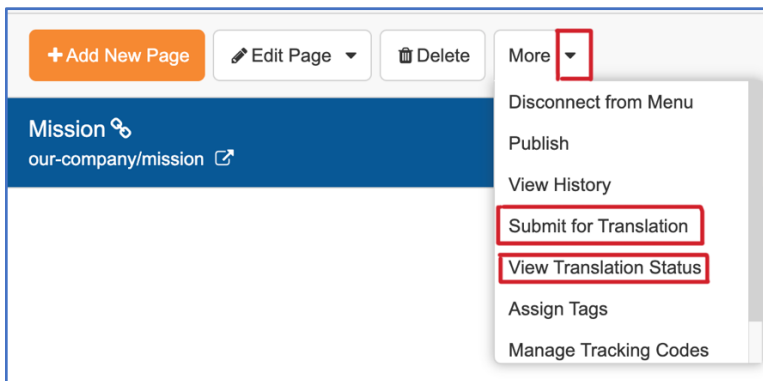 Add New Page Edit Page Delete More
Disconnect from Menu
Mission
our-company/mission
Publish
View History
Submit for Translation
View Translation Status
Assign Tags
Manage Tracking Codes